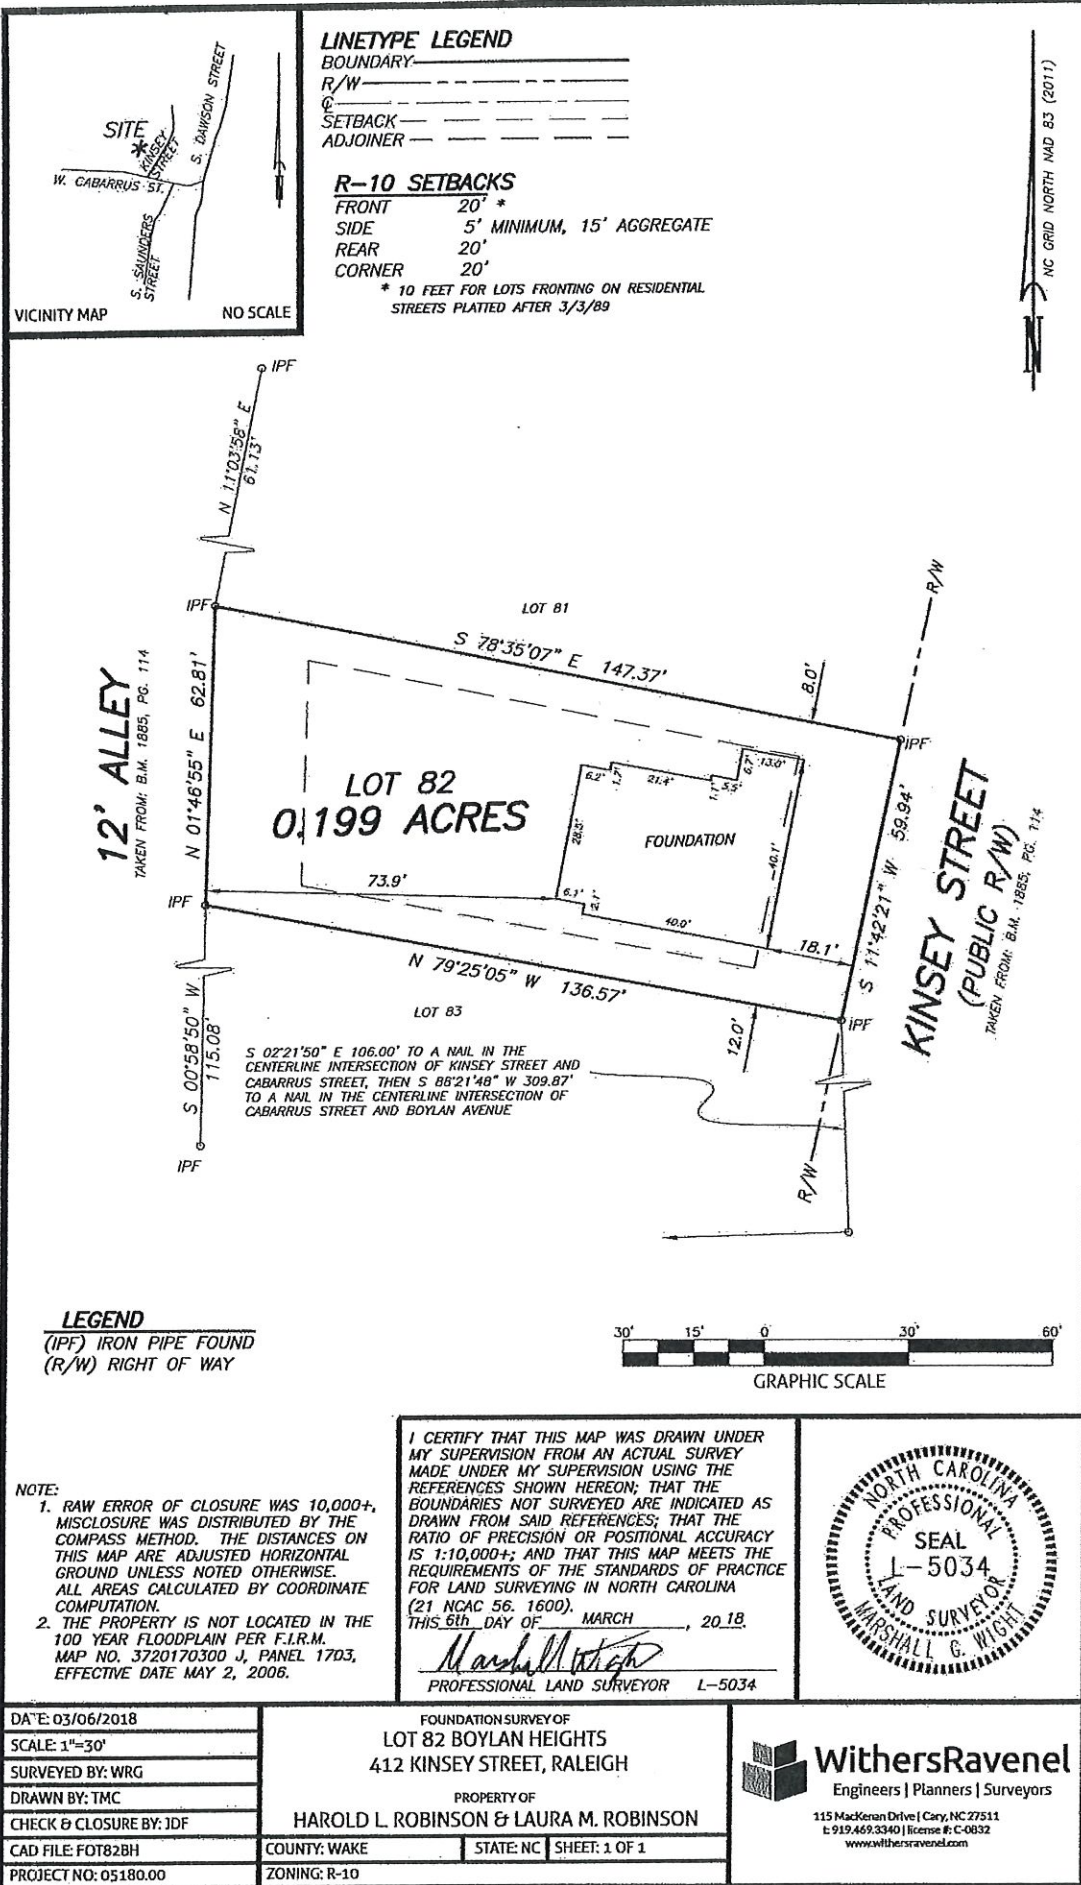 SITE
*
KINSEY
STREET
S. DAWSON STREET
W. CABARRUS ST.
S. SAUNDERS
STREET
N
VICINITY MAP
NO SCALE
LINETYPE LEGEND
BOUNDARY
R/W
℄
SETBACK
ADJOINER
R-10 SETBACKS
FRONT 20' *
SIDE 5' MINIMUM, 15' AGGREGATE
REAR 20'
CORNER 20'
* 10 FEET FOR LOTS FRONTING ON RESIDENTIAL
STREETS PLATTED AFTER 3/3/89
NC GRID NORTH NAD 83 (2011)
N
IPF
N 11°03'58" E
61.13'
IPF
LOT 81
S 78°35'07" E 147.37'
R/W
8.0'
IPF
12' ALLEY
TAKEN FROM: B.M. 1885, PG. 114
N 01°46'55" E 62.81'
LOT 82
0.199 ACRES
6.2'
1.7'
21.4'
1.1'
5.5'
6.7'
13.0'
28.5'
FOUNDATION
40.1'
73.9'
6.1'
2.1'
40.0'
18.1'
S 11°42'21" W 59.94'
KINSEY STREET
(PUBLIC R/W)
TAKEN FROM: B.M. 1885, PG. 114
IPF
N 79°25'05" W 136.57'
LOT 83
IPF
12.0'
S 00°58'50" W
115.08'
S 02°21'50" E 106.00' TO A NAIL IN THE
CENTERLINE INTERSECTION OF KINSEY STREET AND
CABARRUS STREET, THEN S 86°21'48" W 309.87'
TO A NAIL IN THE CENTERLINE INTERSECTION OF
CABARRUS STREET AND BOYLAN AVENUE
IPF
R/W
LEGEND
(IPF) IRON PIPE FOUND
(R/W) RIGHT OF WAY
30' 15' 0' 30' 60'
GRAPHIC SCALE
NOTE:
1. RAW ERROR OF CLOSURE WAS 10,000+,
MISCLOSURE WAS DISTRIBUTED BY THE
COMPASS METHOD. THE DISTANCES ON
THIS MAP ARE ADJUSTED HORIZONTAL
GROUND UNLESS NOTED OTHERWISE.
ALL AREAS CALCULATED BY COORDINATE
COMPUTATION.
2. THE PROPERTY IS NOT LOCATED IN THE
100 YEAR FLOODPLAIN PER F.I.R.M.
MAP NO. 3720170300 J, PANEL 1703,
EFFECTIVE DATE MAY 2, 2006.
I CERTIFY THAT THIS MAP WAS DRAWN UNDER
MY SUPERVISION FROM AN ACTUAL SURVEY
MADE UNDER MY SUPERVISION USING THE
REFERENCES SHOWN HEREON; THAT THE
BOUNDARIES NOT SURVEYED ARE INDICATED AS
DRAWN FROM SAID REFERENCES; THAT THE
RATIO OF PRECISION OR POSITIONAL ACCURACY
IS 1:10,000+; AND THAT THIS MAP MEETS THE
REQUIREMENTS OF THE STANDARDS OF PRACTICE
FOR LAND SURVEYING IN NORTH CAROLINA
(21 NCAC 56. 1600).
THIS 6th DAY OF MARCH, 20 18.
Marshall Wight
PROFESSIONAL LAND SURVEYOR L-5034
NORTH CAROLINA
PROFESSIONAL
SEAL
L-5034
LAND SURVEYOR
MARSHALL G. WIGHT
DATE: 03/06/2018
SCALE: 1"=30'
SURVEYED BY: WRG
DRAWN BY: TMC
CHECK & CLOSURE BY: JDF
CAD FILE: FOT82BH
PROJECT NO: 05180.00
FOUNDATION SURVEY OF
LOT 82 BOYLAN HEIGHTS
412 KINSEY STREET, RALEIGH
PROPERTY OF
HAROLD L. ROBINSON & LAURA M. ROBINSON
COUNTY: WAKE STATE: NC SHEET: 1 OF 1
ZONING: R-10
WithersRavenel
Engineers | Planners | Surveyors
115 MacKenan Drive | Cary, NC 27511
t: 919.469.3340 | license #: C-0832
www.withersravenel.com